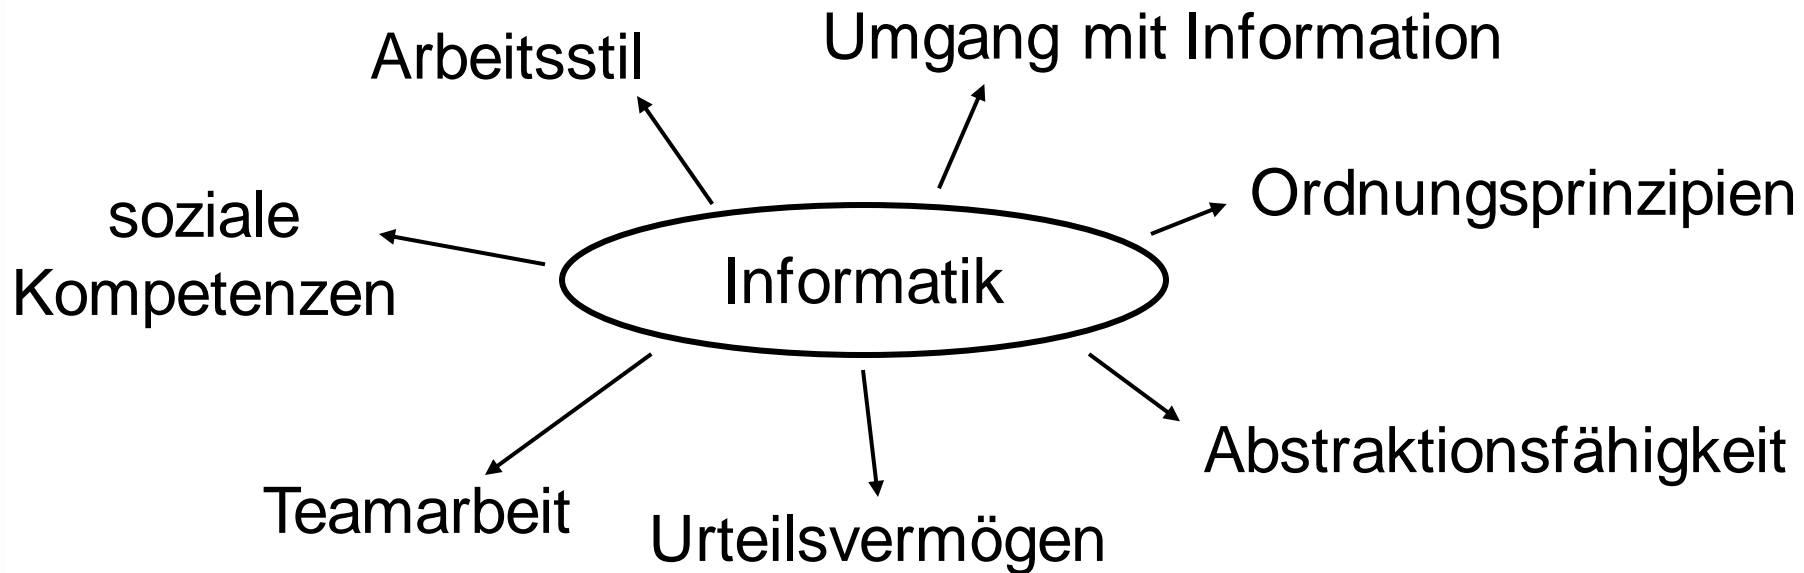 Arbeitsstil
Umgang mit Information
Ordnungsprinzipien
soziale
Kompetenzen
Informatik
Abstraktionsfähigkeit
Teamarbeit
Urteilsvermögen